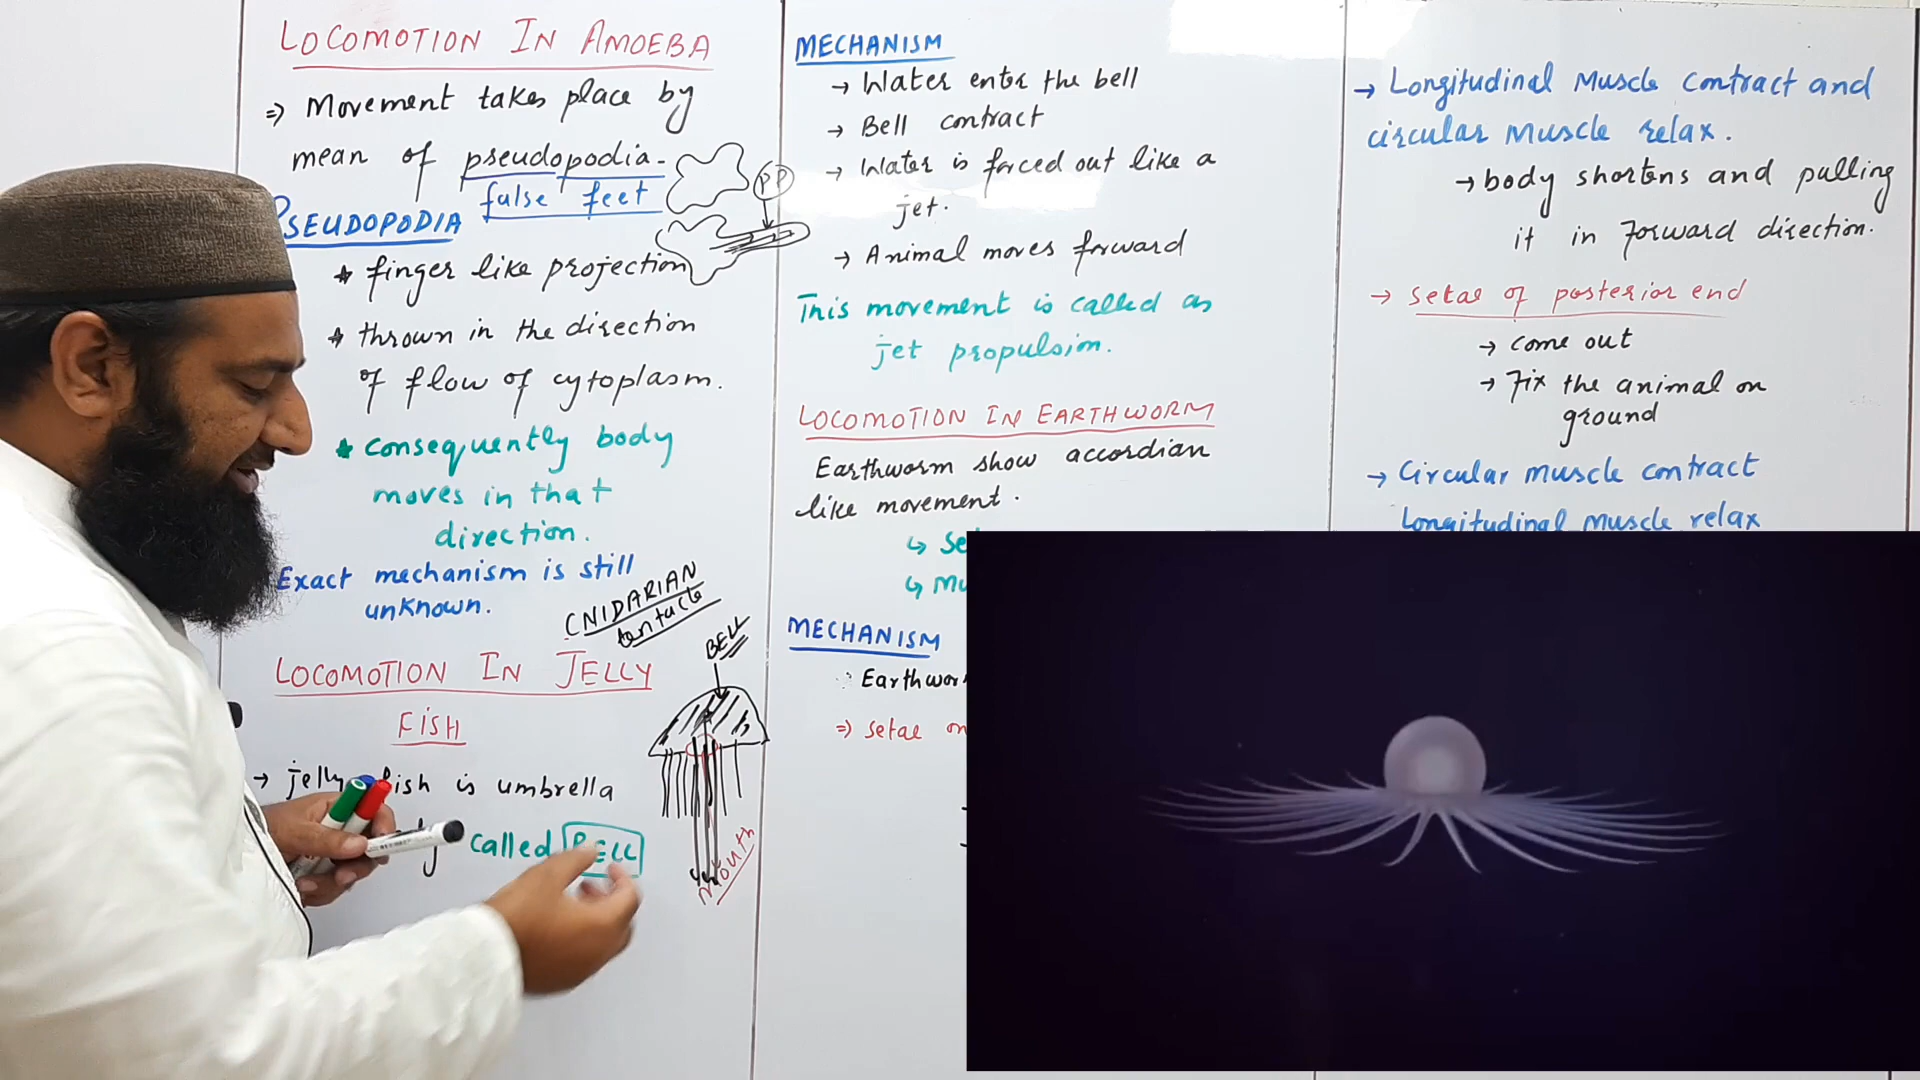 LOCOMOTION IN AMOEBA
⇒ Movement takes place by
mean of pseudopodia-
false feet
PP
PSEUDOPODIA
★ finger like projection
★ thrown in the direction
of flow of cytoplasm.
★ consequently body
moves in that
direction.
Exact mechanism is still
unknown.
CNIDARIAN
tentacle
BELL
LOCOMOTION IN JELLY
FISH
→ jelly fish is umbrella
called BELL
Mouth
MECHANISM
→ Water enter the bell
→ Bell contract
→ Water is forced out like a
jet.
→ Animal moves forward
This movement is called as
jet propulsion.
LOCOMOTION IN EARTHWORM
Earthworm show accordian
like movement.
MECHANISM
⇒ setae
→ Longitudinal Muscle contract and
circular Muscle relax.
→ body shortens and pulling
it in forward direction.
→ setae of posterior end
→ come out
→ Fix the animal on
ground
→ Circular muscle contract
Longitudinal muscle relax